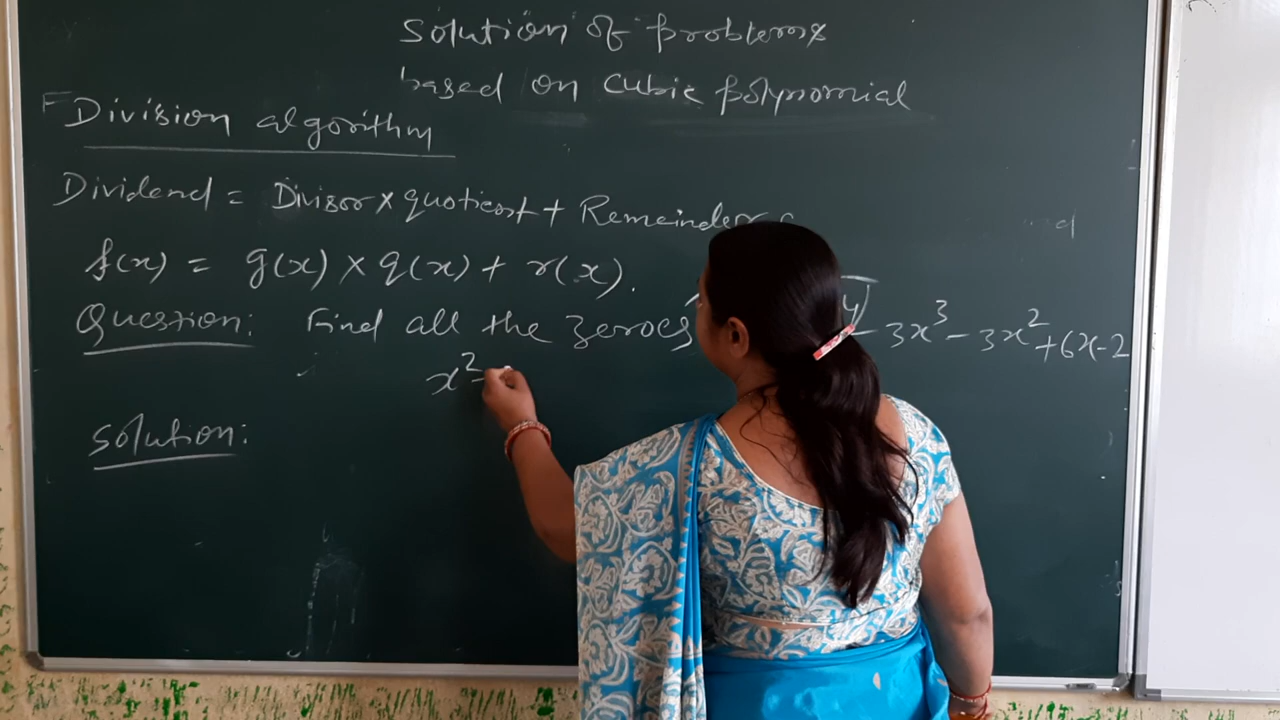 Solution of problems
based on cubic polynomial
Division algorithm
Dividend = Divisor × quotient + Remainder
f(x) = g(x) × q(x) + r(x).
Question: Find all the zeroes 4 - 3x³ - 3x² + 6x - 2
x² -
Solution: